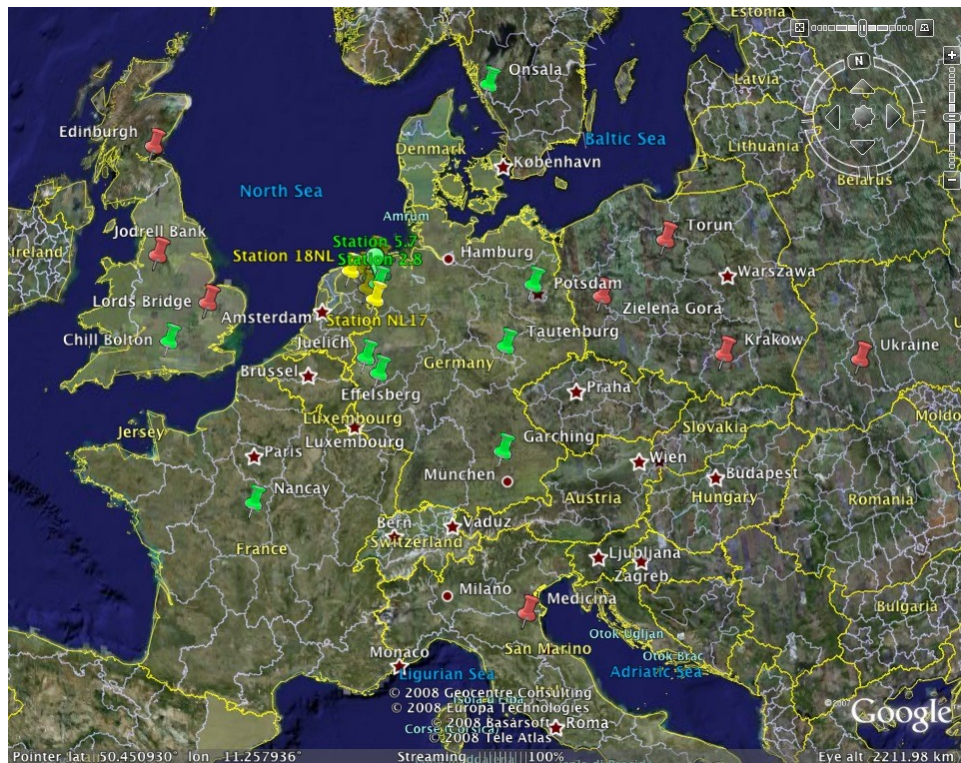 Estonia
Onsala
Latvia
N
Edinburgh
Baltic Sea
Denmark
Lithuania
København
Belarus
North Sea
Amrum
Jodrell Bank
Torun
Station 5.7
Ireland
Station 18NL
Hamburg
Warszawa
Potsdam
Lords Bridge
Zielena Gora
Amsterdam
Station NL17
Tautenburg
Chill Bolton
Juelich
Krakow
Ukraine
Germany
Brussel
Praha
Effelsberg
Luxembourg
Moldo
Jersey
Luxembourg
Garching
Slovakia
Paris
Wien
Munchen
Budapest
Nancay
Austria
Hungary
Romania
Bern
Vaduz
Switzerland
France
Ljubljana
Zagreb
Milano
Medicina
Bulgaria
Otok Ugljan
San Marino
Monaco
Otok Brac
Ligurian Sea
Adriatic Sea
© 2008 Geocentre Consulting
© 2008 Europa Technologies
© 2008 Basarsoft
© 2008 Tele Atlas
Corse (Corsica)
Roma
©2007 Google
Pointer lat 50.450930° lon 11.257936° Streaming 100% Eye alt 2211.98 km